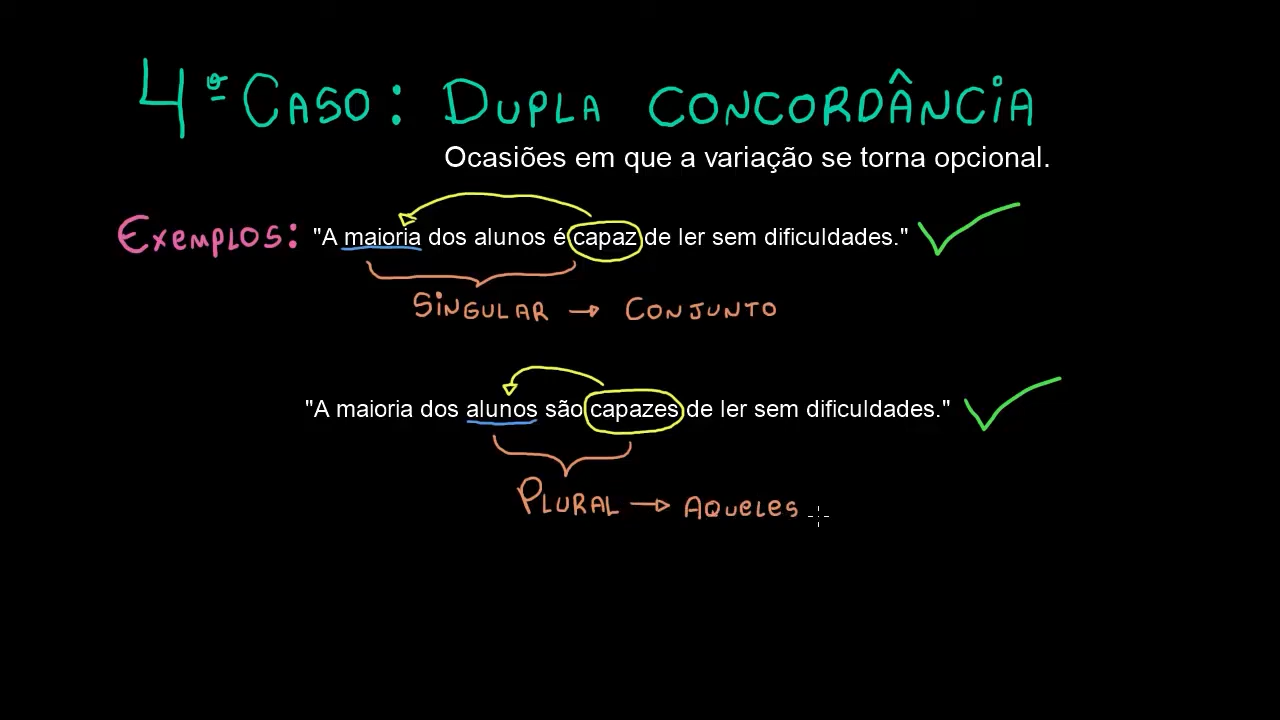 4º CASO: DUPLA CONCORDÂNCIA
Ocasiões em que a variação se torna opcional.
EXEMPLOS: "A maioria dos alunos é capaz de ler sem dificuldades."
SINGULAR → CONJUNTO
"A maioria dos alunos são capazes de ler sem dificuldades."
PLURAL → AQUELES